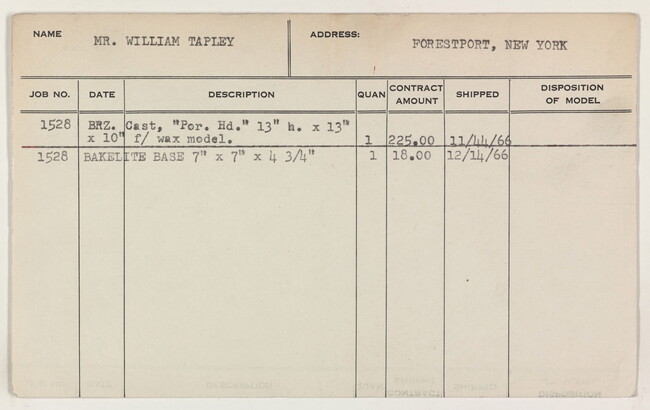 NAME MR. WILLIAM TAPLEY ADDRESS: FORESTPORT, NEW YORK
JOB NO. DATE DESCRIPTION QUAN CONTRACT AMOUNT SHIPPED DISPOSITION OF MODEL
1528 BRZ. Cast, "Por. Hd." 13" h. x 13"
x 10" f/ wax model. 1 225.00 11/44/66
1528 BAKELITE BASE 7" x 7" x 4 3/4" 1 18.00 12/14/66